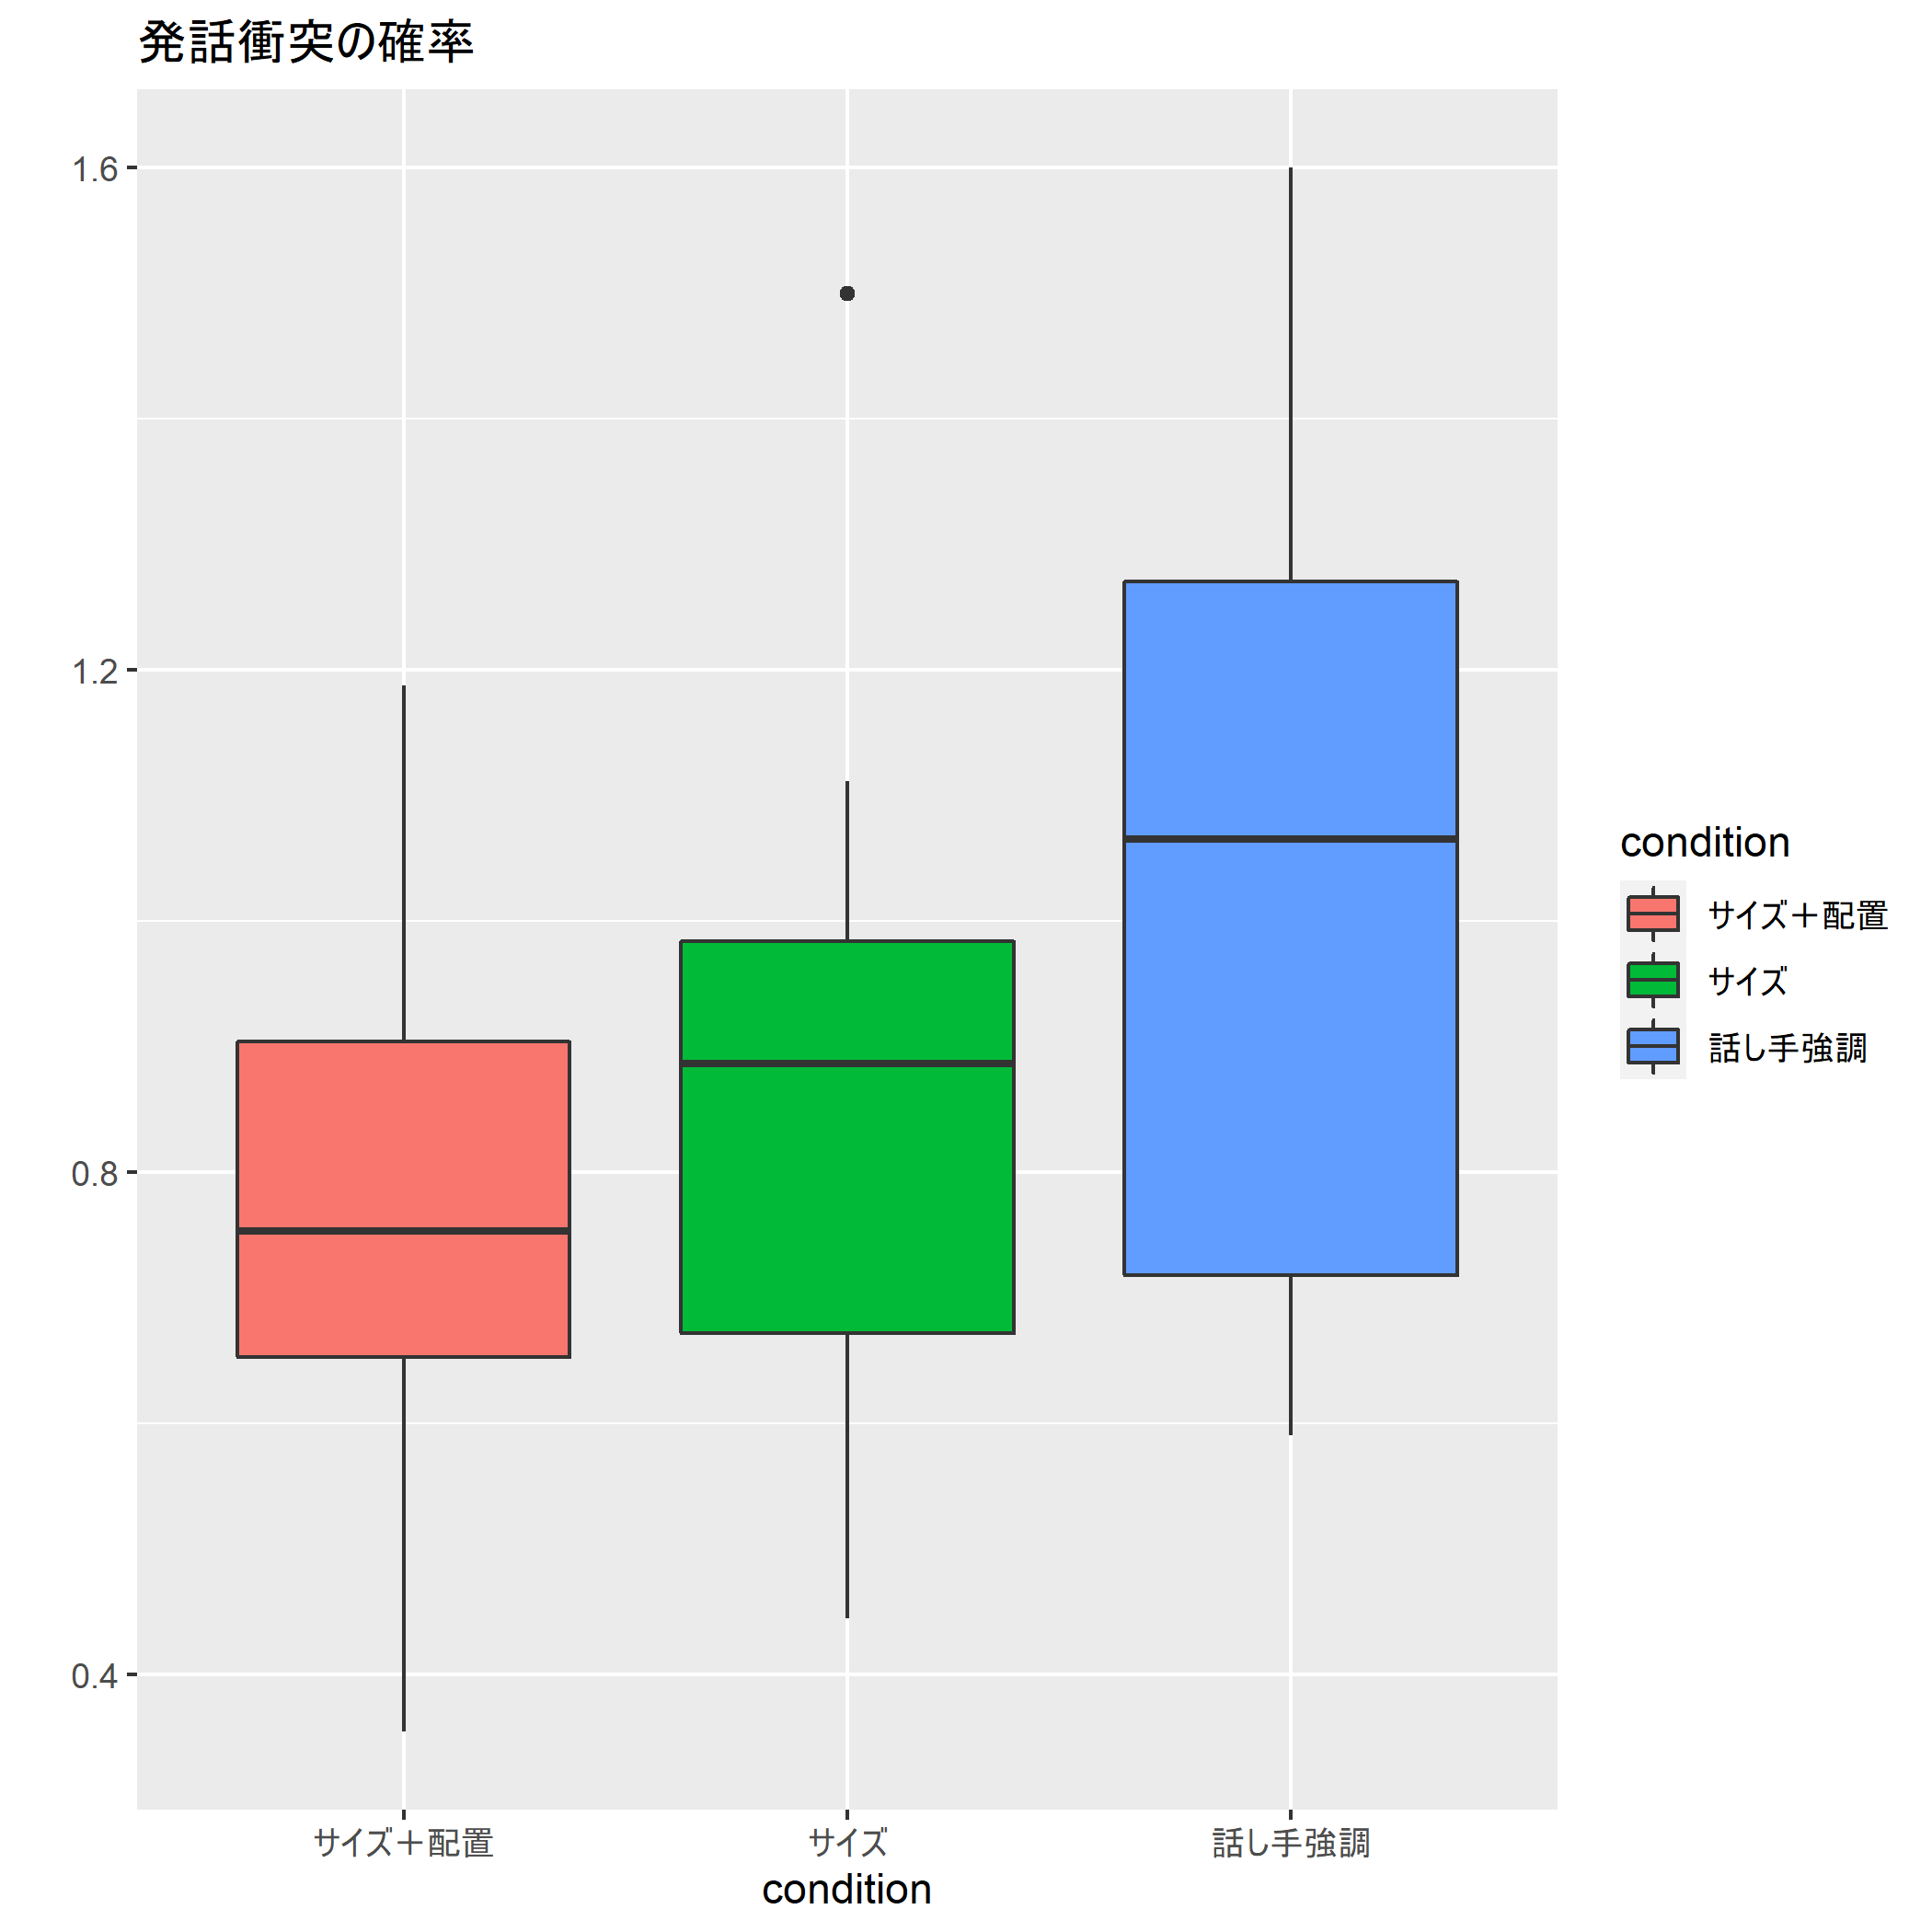 発話衝突の確率
1.6
1.2
0.8
0.4
サイズ＋配置
サイズ
話し手強調
condition
condition
サイズ＋配置
サイズ
話し手強調